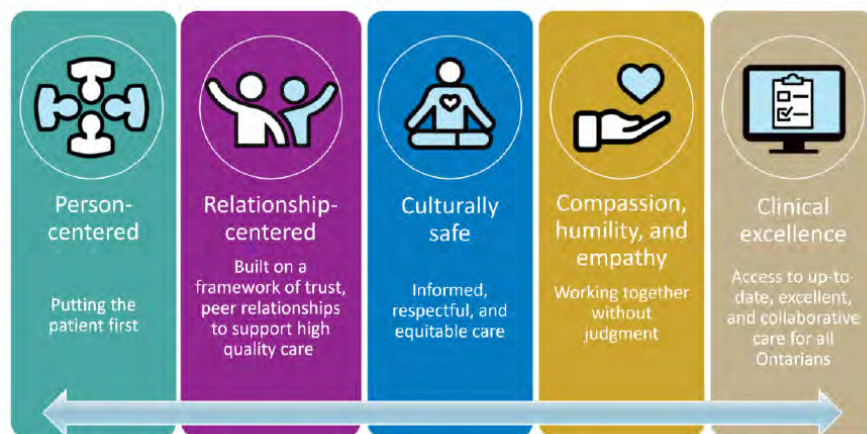 Person-
centered
Putting the
patient first
Relationship-
centered
Built on a
framework of trust,
peer relationships
to support high
quality care
Culturally
safe
Informed,
respectful, and
equitable care
Compassion,
humility, and
empathy
Working together
without
judgment
Clinical
excellence
Access to up-to-
date, excellent,
and collaborative
care for all
Ontarians